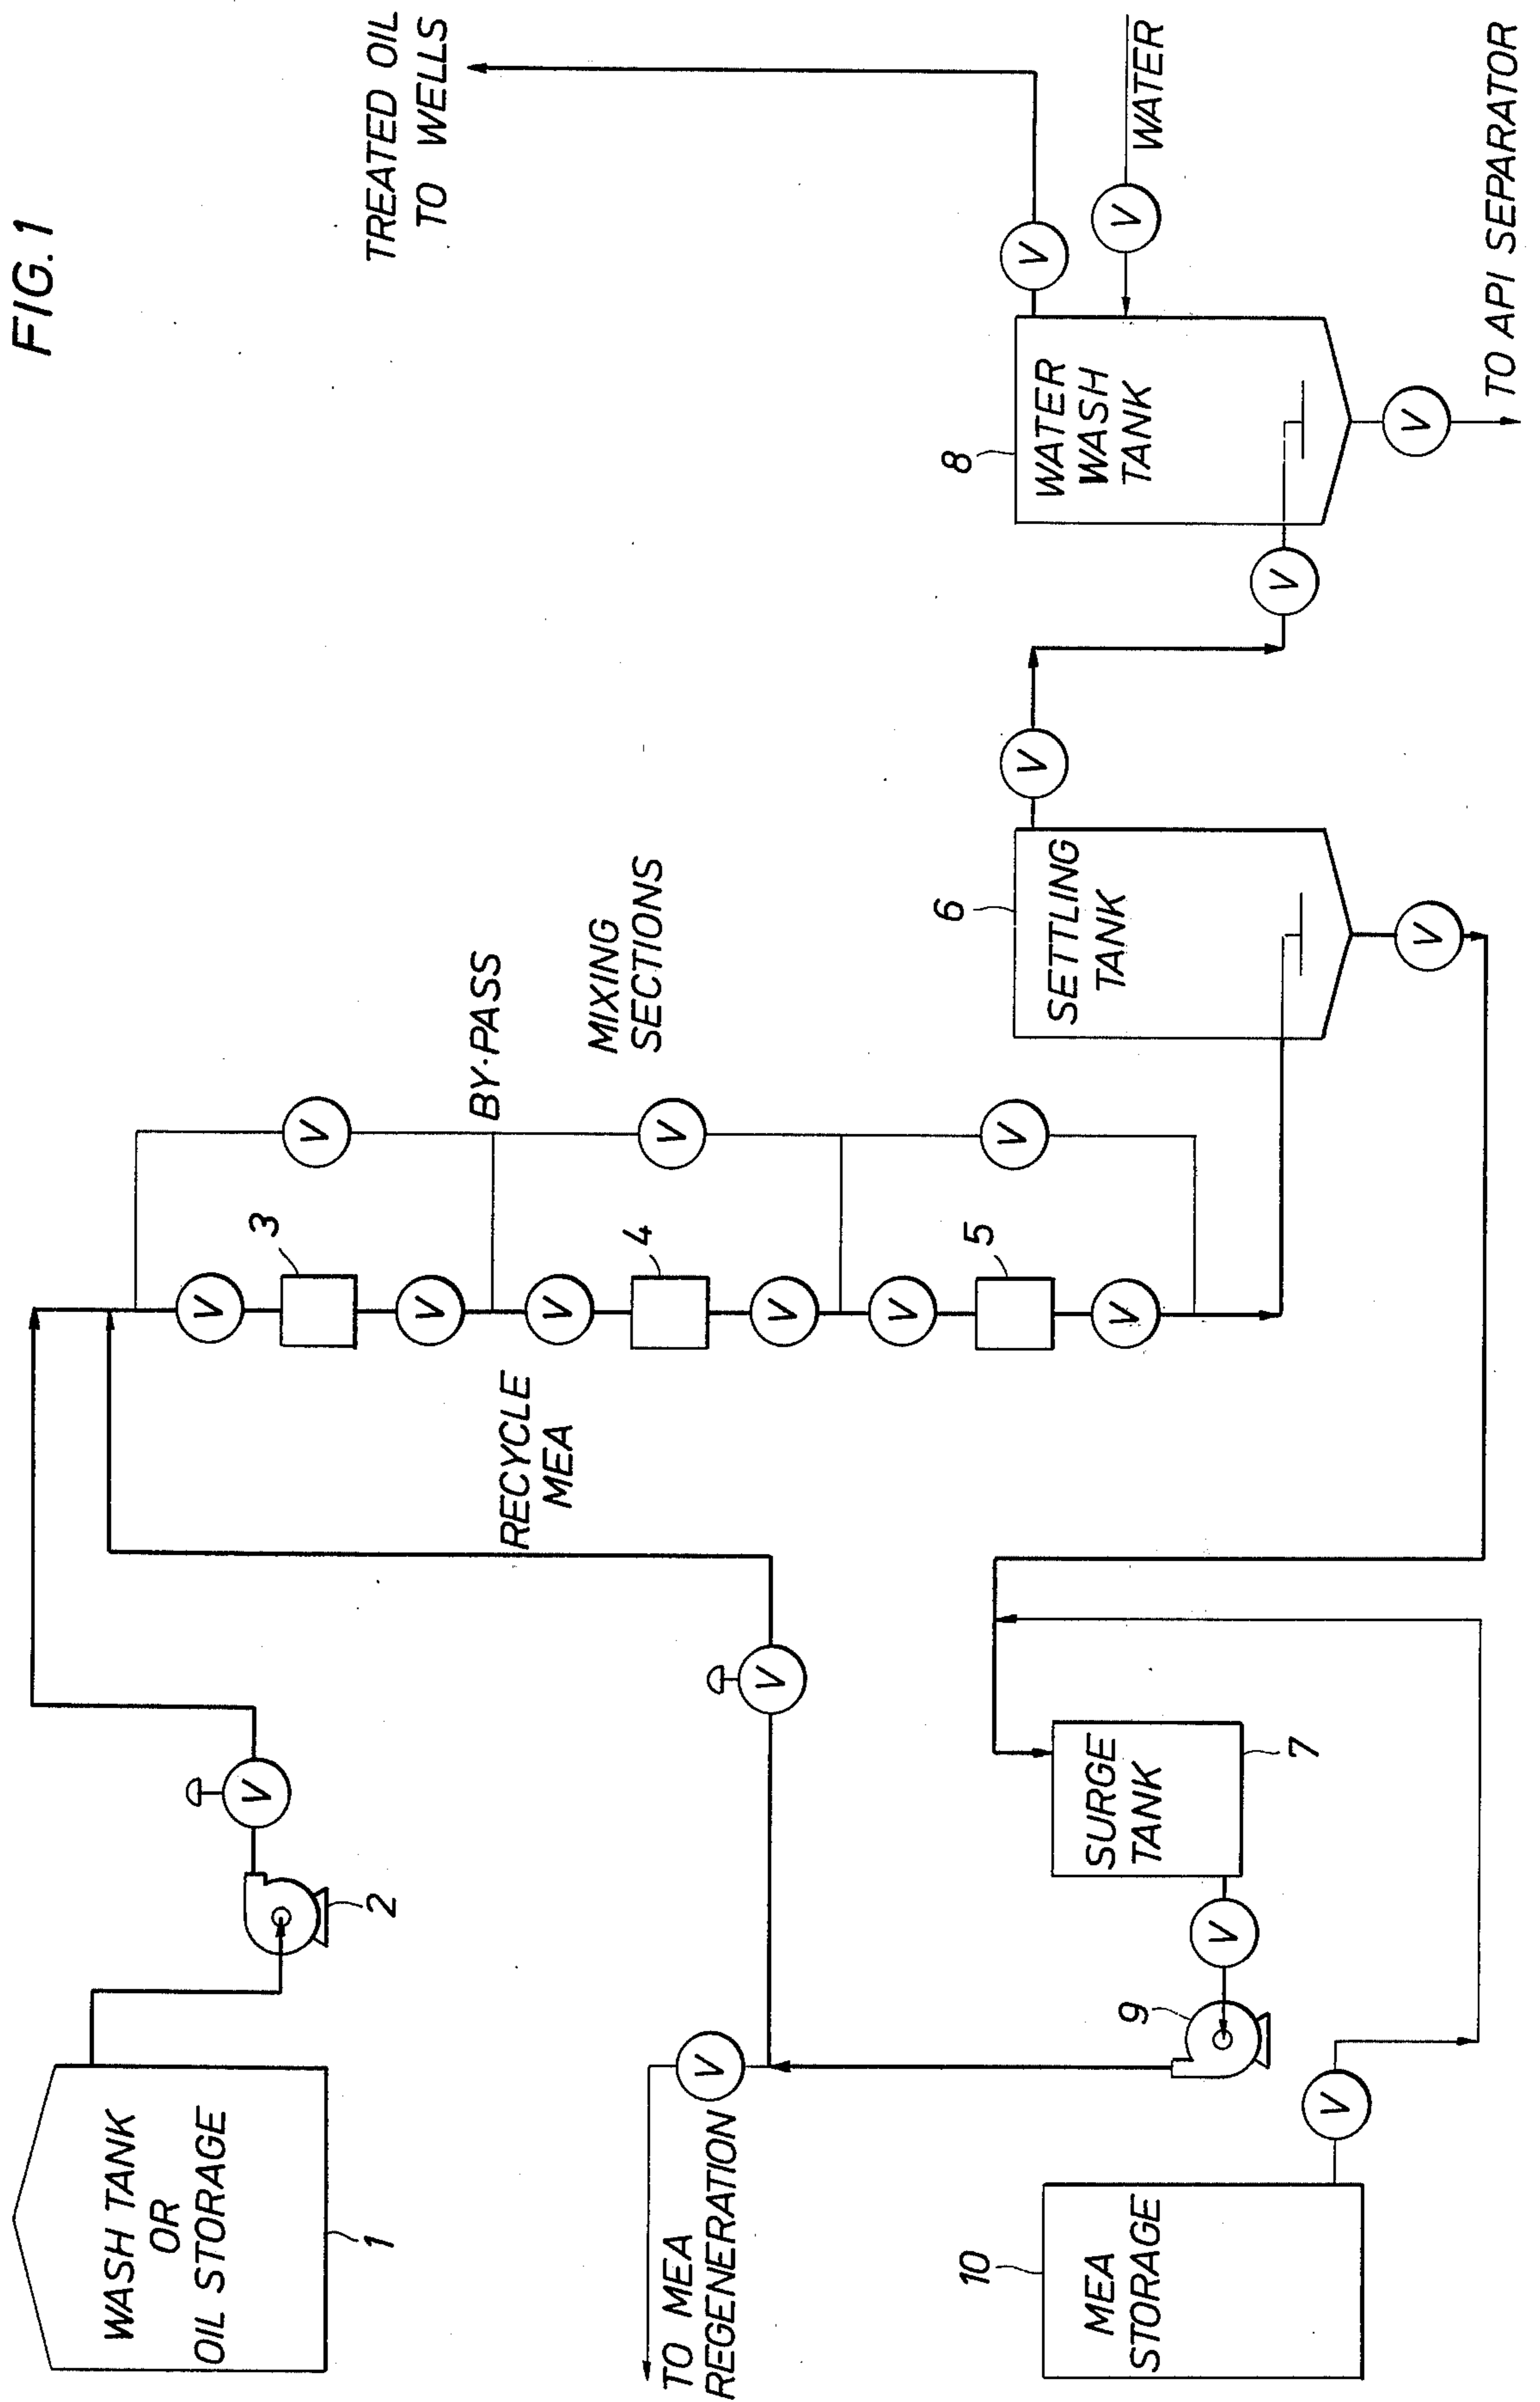 FIG. 1
WASH TANK
OR
OIL STORAGE
1
2
V
RECYCLE
MEA
V
3
V
V
4
V
V
5
V
V
V
BY-PASS
V
V
MIXING
SECTIONS
TREATED OIL
TO WELLS
TO MEA
REGENERATION
V
V
10
MEA
STORAGE
V
9
V
SURGE
TANK
7
6
SETTLING
TANK
V
V
V
8
WATER
WASH
TANK
V
V
WATER
V
TO API SEPARATOR